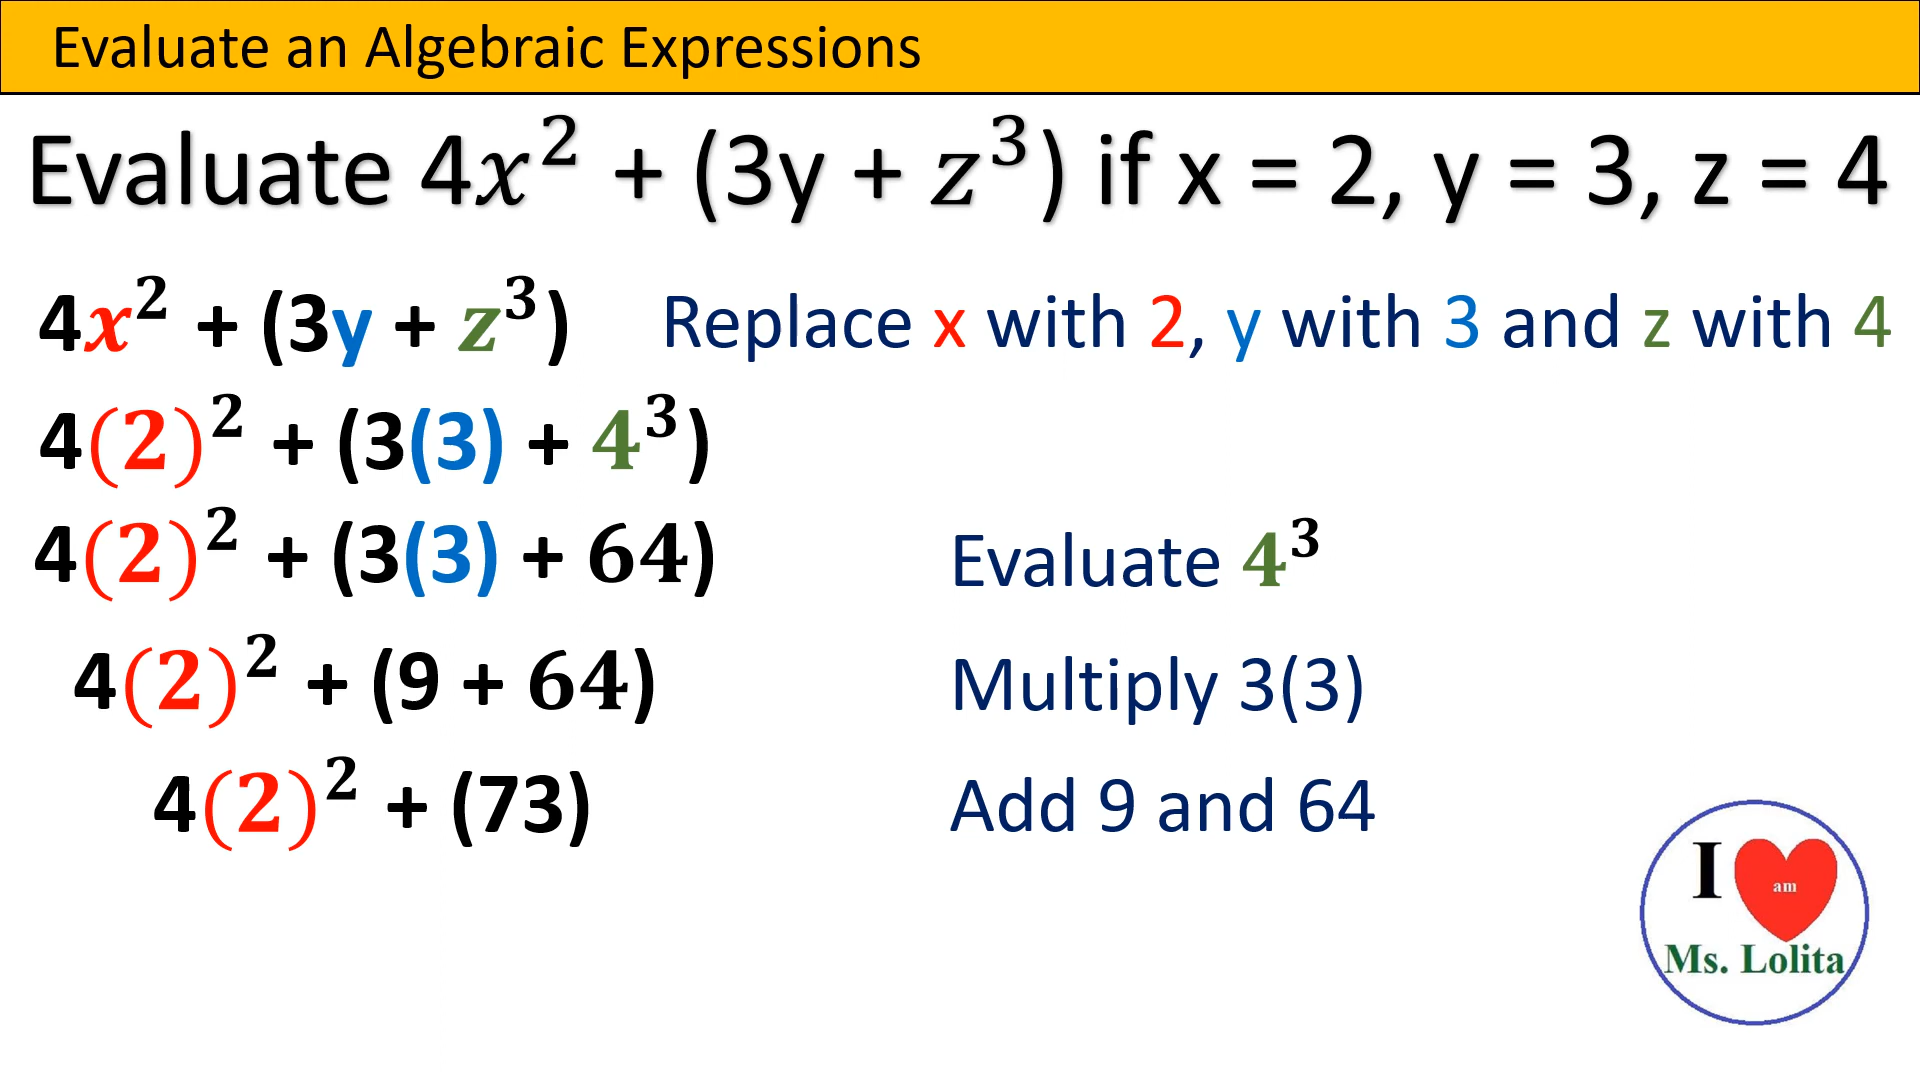 Evaluate an Algebraic Expressions
Evaluate 4x² + (3y + z³) if x = 2, y = 3, z = 4
4x² + (3y + z³) Replace x with 2, y with 3 and z with 4
4(2)² + (3(3) + 4³)
4(2)² + (3(3) + 64) Evaluate 4³
4(2)² + (9 + 64) Multiply 3(3)
4(2)² + (73) Add 9 and 64
I am
Ms. Lolita